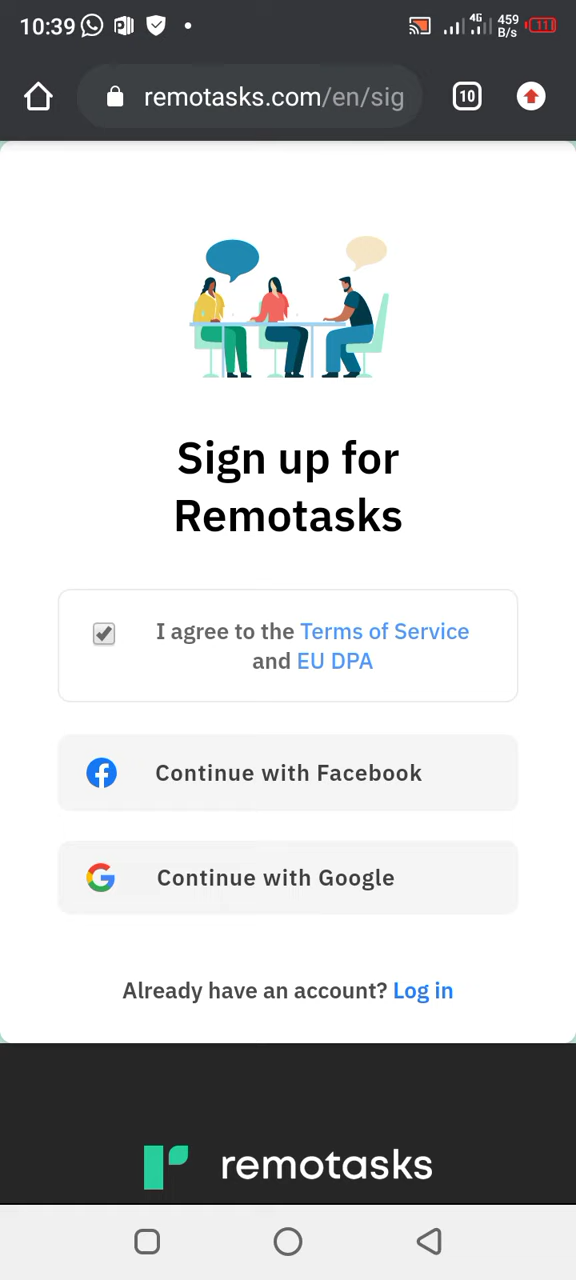 10:39 4G 459 B/s 11
remotasks.com/en/sig 10
Sign up for
Remotasks
I agree to the Terms of Service
and EU DPA
Continue with Facebook
Continue with Google
Already have an account? Log in
remotasks